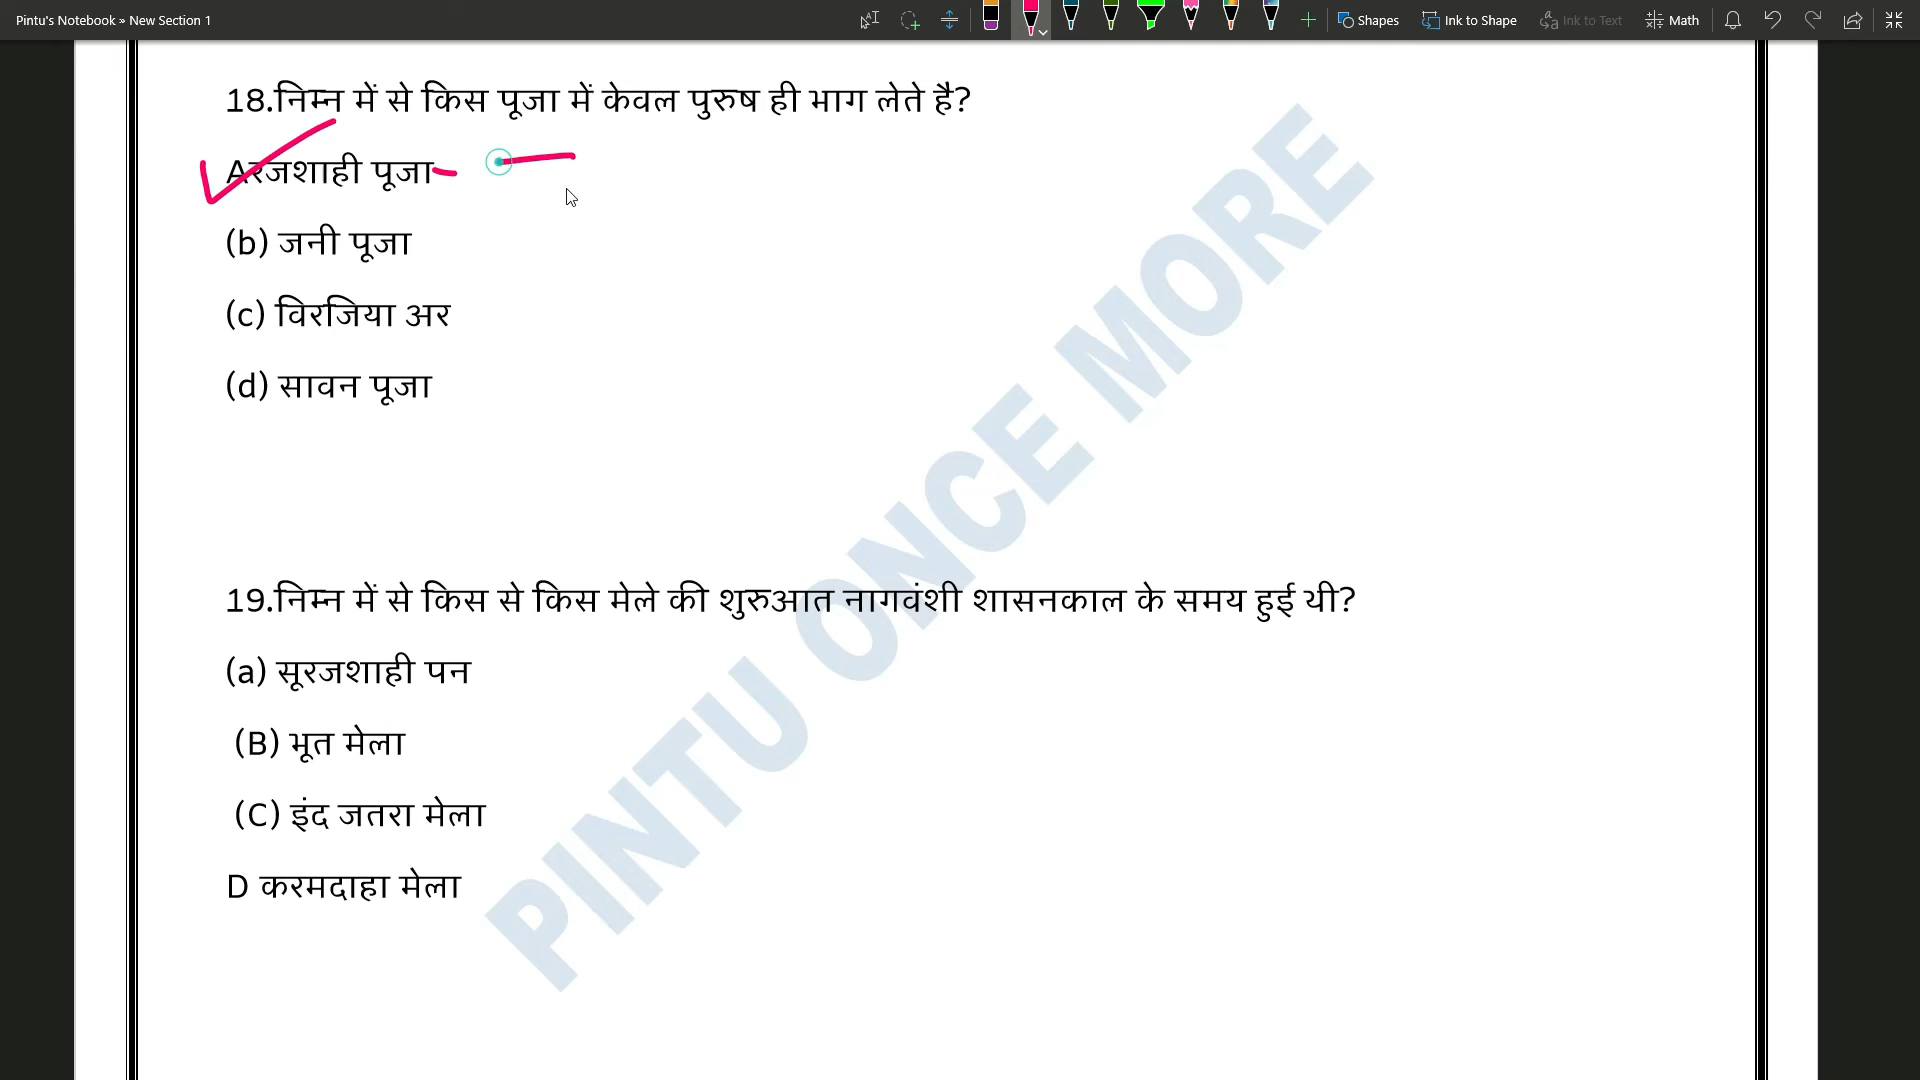 Pintu's Notebook » New Section 1
Shapes
Ink to Shape
Ink to Text
Math
18.निम्न में से किस पूजा में केवल पुरुष ही भाग लेते है?
Aरजशाही पूजा
(b) जनी पूजा
(c) विरजिया अर
(d) सावन पूजा
19.निम्न में से किस से किस मेले की शुरुआत नागवंशी शासनकाल के समय हुई थी?
(a) सूरजशाही पन
(B) भूत मेला
(C) इंद जतरा मेला
D करमदाहा मेला
PINTU ONCE MORE